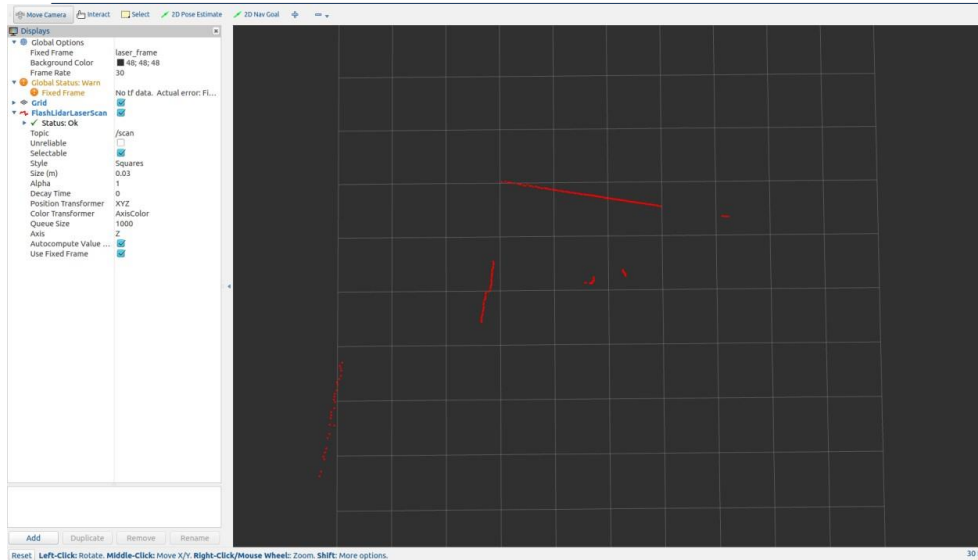 Move Camera Interact Select 2D Pose Estimate 2D Nav Goal
Displays
Global Options
Fixed Frame laser_frame
Background Color 48; 48; 48
Frame Rate 30
Global Status: Warn
Fixed Frame No tf data. Actual error: Fi...
Grid
FlashLidarLaserScan
Status: Ok
Topic /scan
Unreliable
Selectable
Style Squares
Size (m) 0.03
Alpha 1
Decay Time 0
Position Transformer XYZ
Color Transformer AxisColor
Queue Size 1000
Axis Z
Autocompute Value ...
Use Fixed Frame
Add Duplicate Remove Rename
Reset Left-Click: Rotate. Middle-Click: Move X/Y. Right-Click/Mouse Wheel:: Zoom. Shift: More options. 30